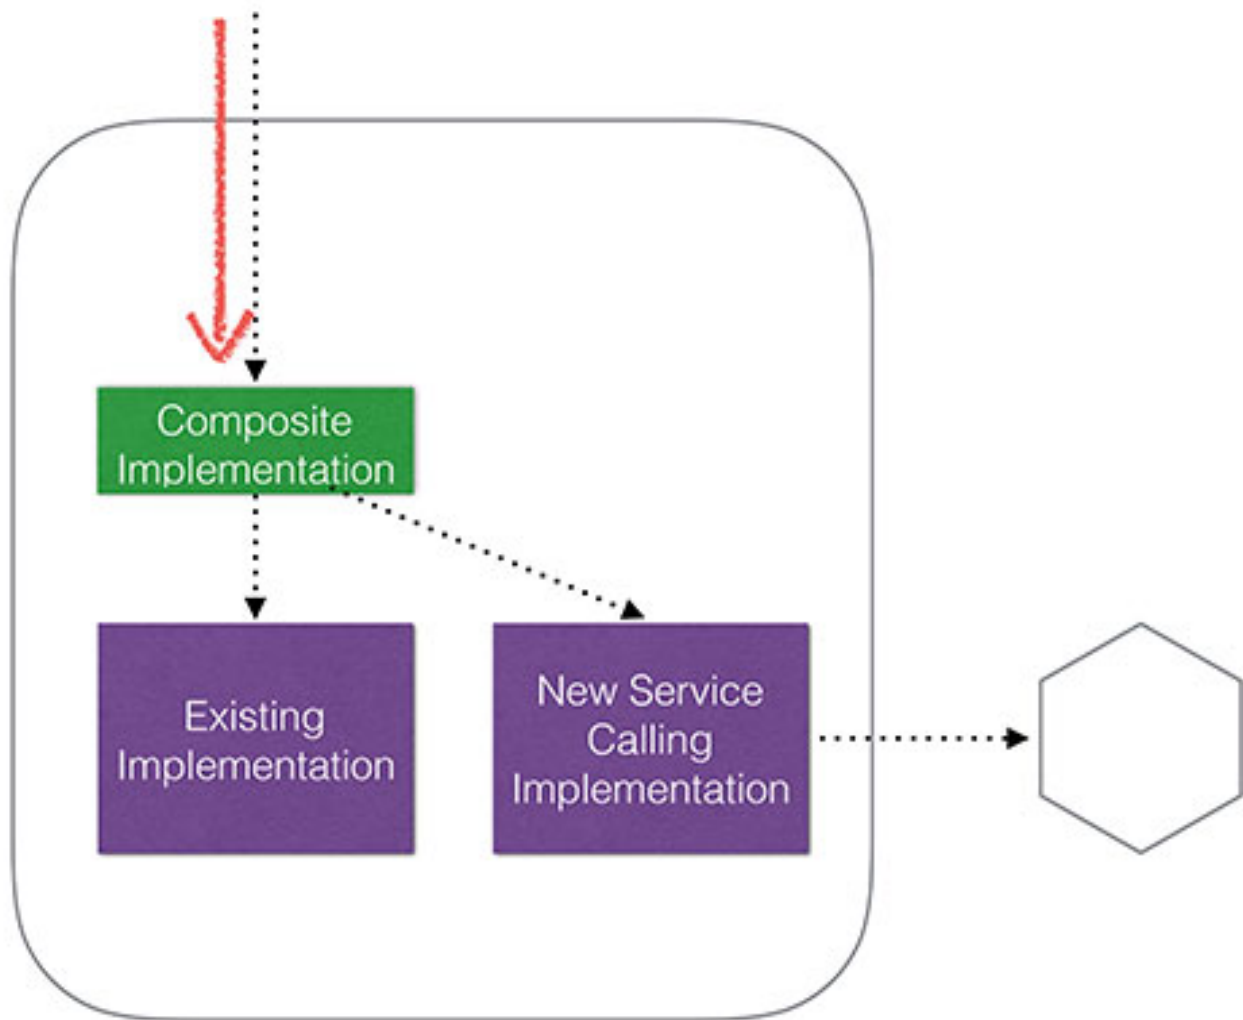 Composite
Implementation
Existing
Implementation
New Service
Calling
Implementation